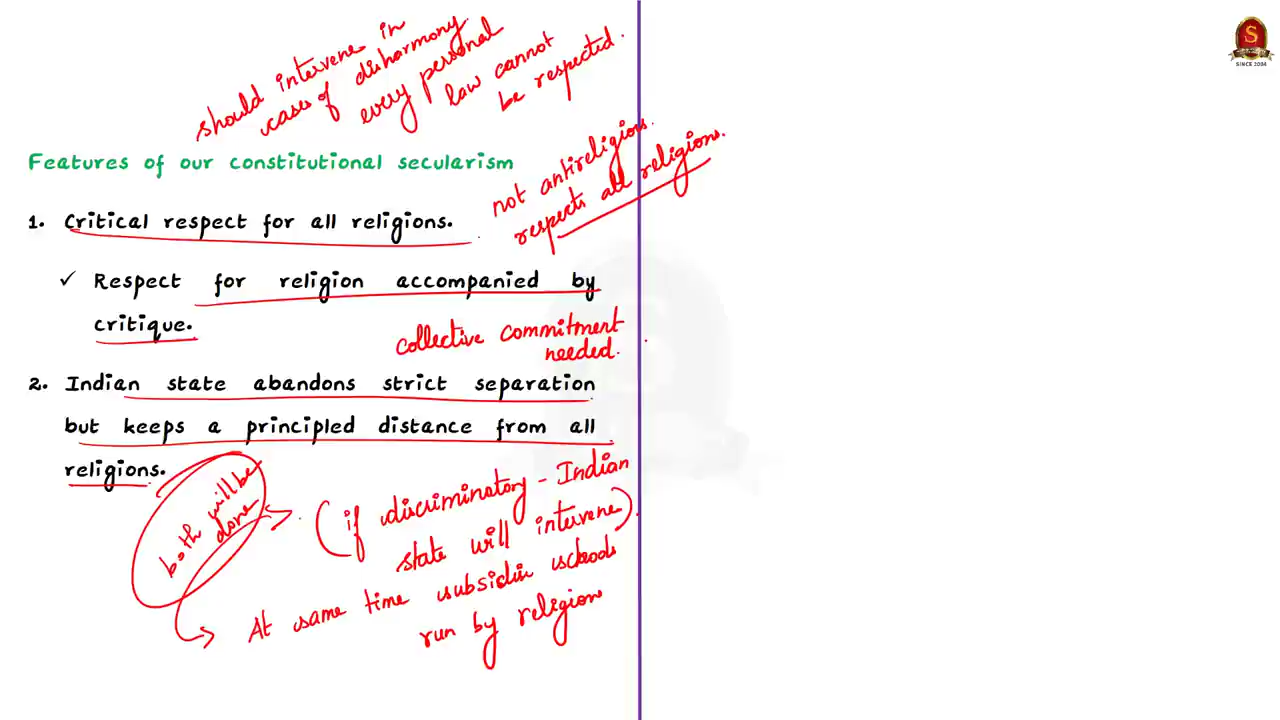 should intervene in
cases of disharmony
every personal
law cannot
be respected.
Features of our constitutional secularism
not antireligions.
respects all religions.
1. Critical respect for all religions.
✓ Respect for religion accompanied by
critique.
collective commitment
needed.
2. Indian state abandons strict separation
but keeps a principled distance from all
religions.
both will be
done
(if discriminatory - Indian
state will intervene).
At same time subsidise schools
run by religions
S
SINCE 2004